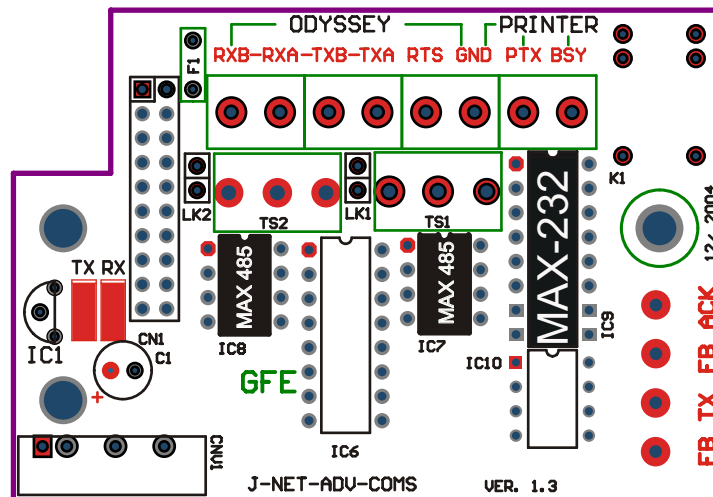 ODYSSEY PRINTER
RXB-RXA-TXB-TXA RTS GND PTX BSY
F1
K1
LK2 TS2 LK1 TS1
12/ 2004
TX RX
MAX 485
MAX 485
MAX-232
IC9
IC8 IC7
IC1
CN1
C1
IC10
+
GFE
FB ACK
FB TX
CNV1
IC6
J-NET-ADV-COMS
VER. 1.3